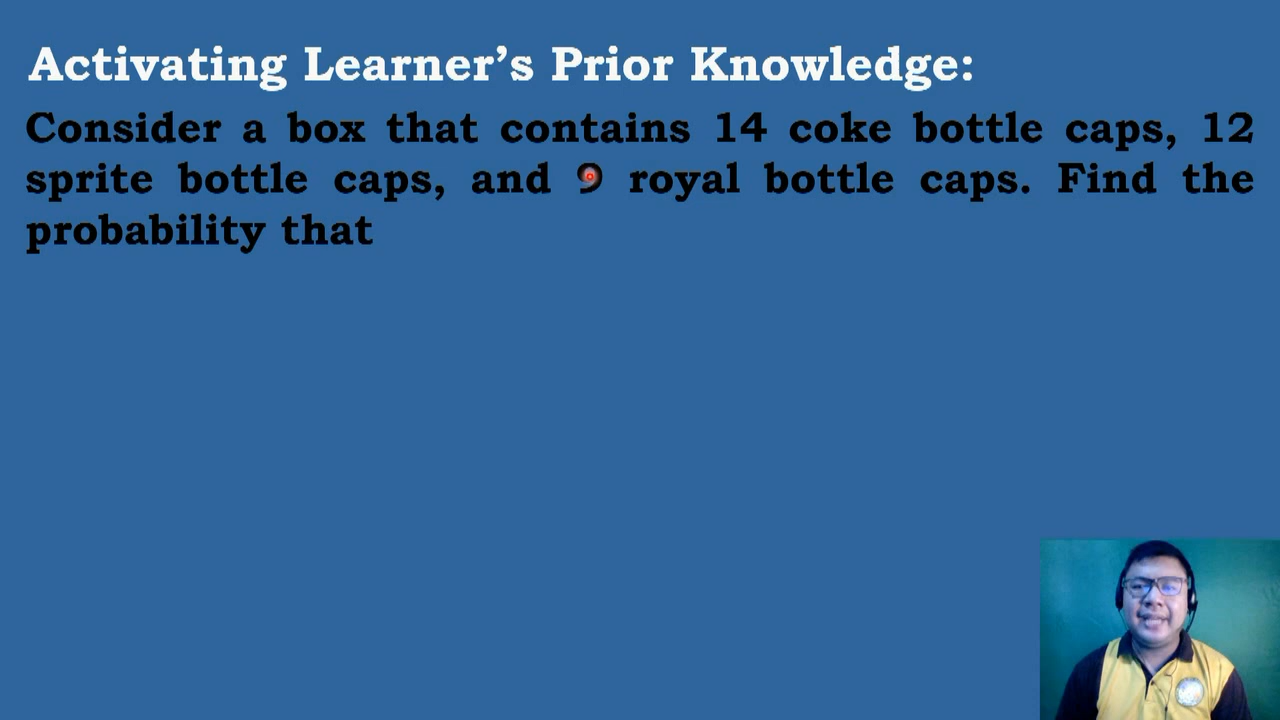 Activating Learner's Prior Knowledge:
Consider a box that contains 14 coke bottle caps, 12
sprite bottle caps, and 9 royal bottle caps. Find the
probability that